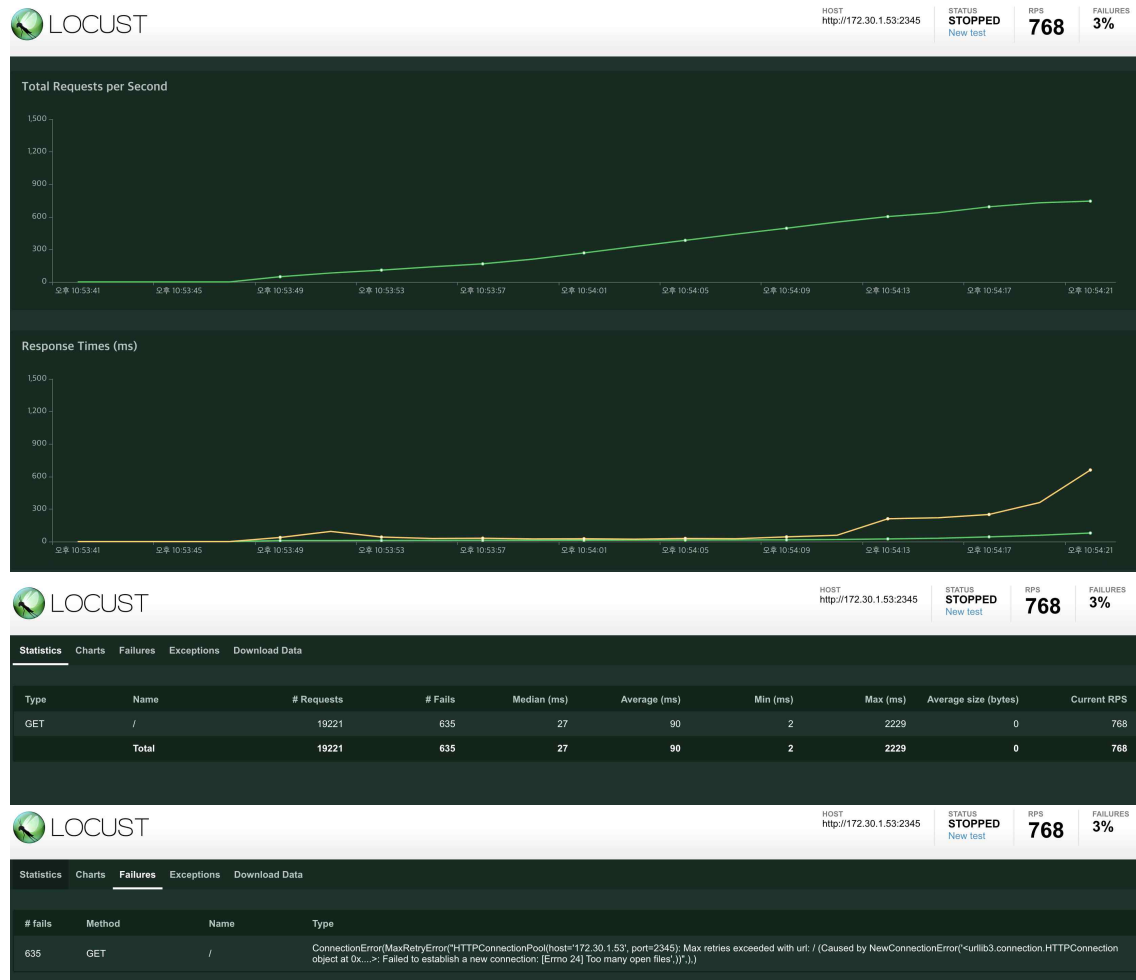 LOCUST
HOST
http://172.30.1.53:2345
STATUS
STOPPED
New test
RPS
768
FAILURES
3%
Total Requests per Second
1,500
1,200
900
600
300
0
오후 10:53:41 오후 10:53:45 오후 10:53:49 오후 10:53:53 오후 10:53:57 오후 10:54:01 오후 10:54:05 오후 10:54:09 오후 10:54:13 오후 10:54:17 오후 10:54:21
Response Times (ms)
1,500
1,200
900
600
300
0
오후 10:53:41 오후 10:53:45 오후 10:53:49 오후 10:53:53 오후 10:53:57 오후 10:54:01 오후 10:54:05 오후 10:54:09 오후 10:54:13 오후 10:54:17 오후 10:54:21
LOCUST
HOST
http://172.30.1.53:2345
STATUS
STOPPED
New test
RPS
768
FAILURES
3%
Statistics Charts Failures Exceptions Download Data
Type Name # Requests # Fails Median (ms) Average (ms) Min (ms) Max (ms) Average size (bytes) Current RPS
GET / 19221 635 27 90 2 2229 0 768
Total 19221 635 27 90 2 2229 0 768
LOCUST
HOST
http://172.30.1.53:2345
STATUS
STOPPED
New test
RPS
768
FAILURES
3%
Statistics Charts Failures Exceptions Download Data
# fails Method Name Type
635 GET / ConnectionError(MaxRetryError("HTTPConnectionPool(host='172.30.1.53', port=2345): Max retries exceeded with url: / (Caused by NewConnectionError('<urllib3.connection.HTTPConnection
object at 0x....>: Failed to establish a new connection: [Errno 24] Too many open files',))",),)